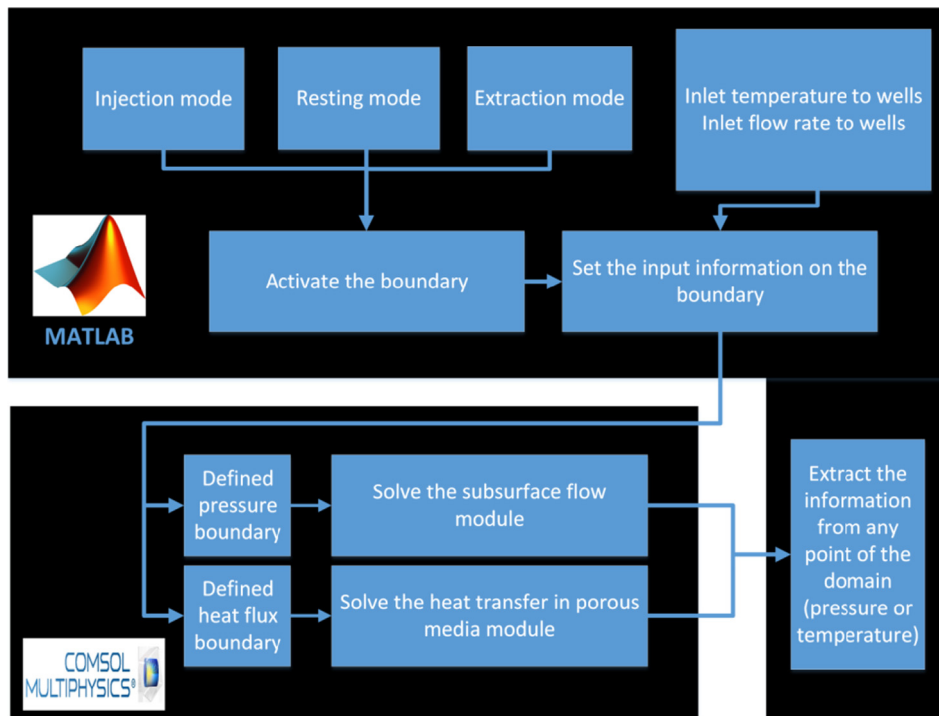 Injection mode
Resting mode
Extraction mode
Inlet temperature to wells
Inlet flow rate to wells
Activate the boundary
Set the input information on the
boundary
MATLAB
Defined
pressure
boundary
Solve the subsurface flow
module
Defined
heat flux
boundary
Solve the heat transfer in porous
media module
Extract the
information
from any
point of the
domain
(pressure or
temperature)
COMSOL
MULTIPHYSICS®